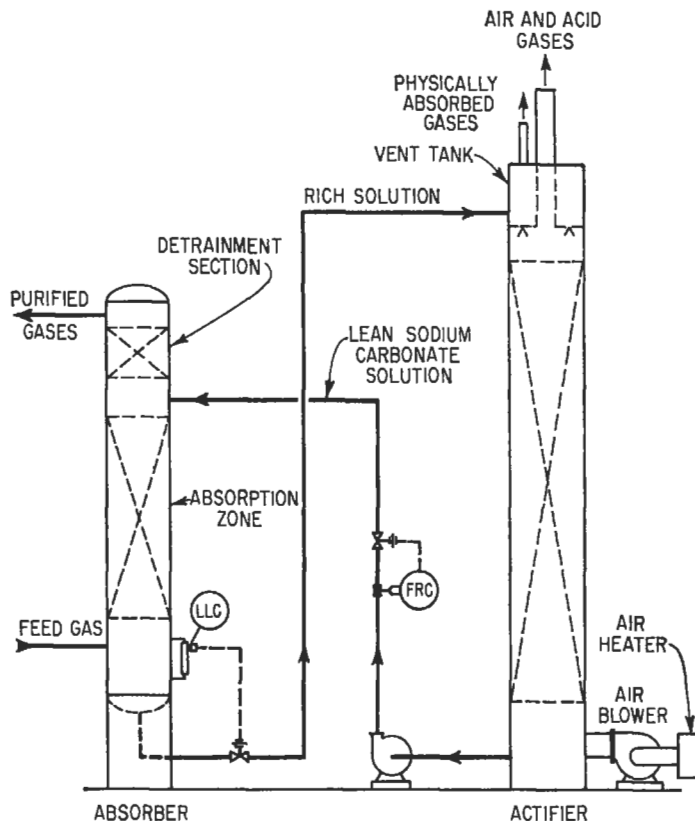 AIR AND ACID
GASES
PHYSICALLY
ABSORBED
GASES
VENT TANK
RICH SOLUTION
DETRAINMENT
SECTION
PURIFIED
GASES
LEAN SODIUM
CARBONATE
SOLUTION
ABSORPTION
ZONE
FRC
LLC
FEED GAS
AIR
HEATER
AIR
BLOWER
ABSORBER
ACTIFIER